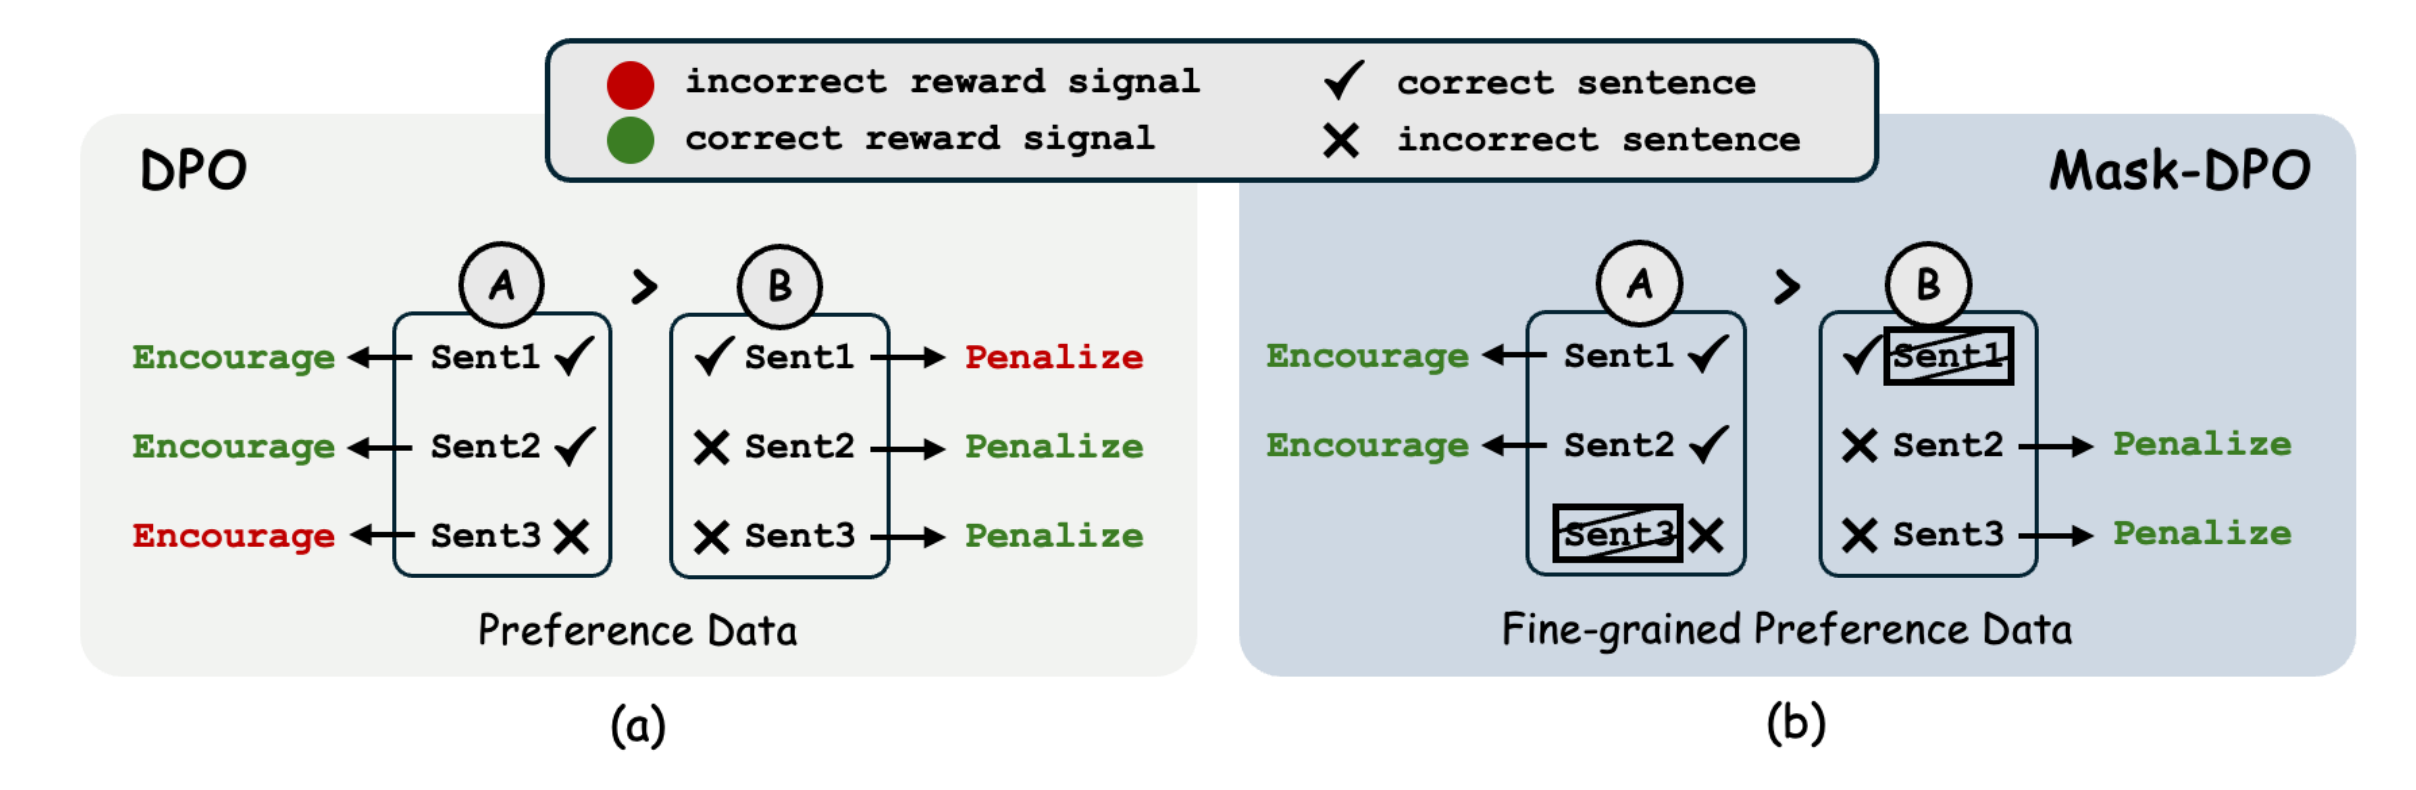 incorrect reward signal
correct sentence
correct reward signal
incorrect sentence
DPO
A > B
Encourage Sent1 Sent1 Penalize
Encourage Sent2 Sent2 Penalize
Encourage Sent3 Sent3 Penalize
Preference Data
(a)
Mask-DPO
A > B
Encourage Sent1 Sent1
Encourage Sent2 Sent2 Penalize
Sent3 Sent3 Penalize
Fine-grained Preference Data
(b)